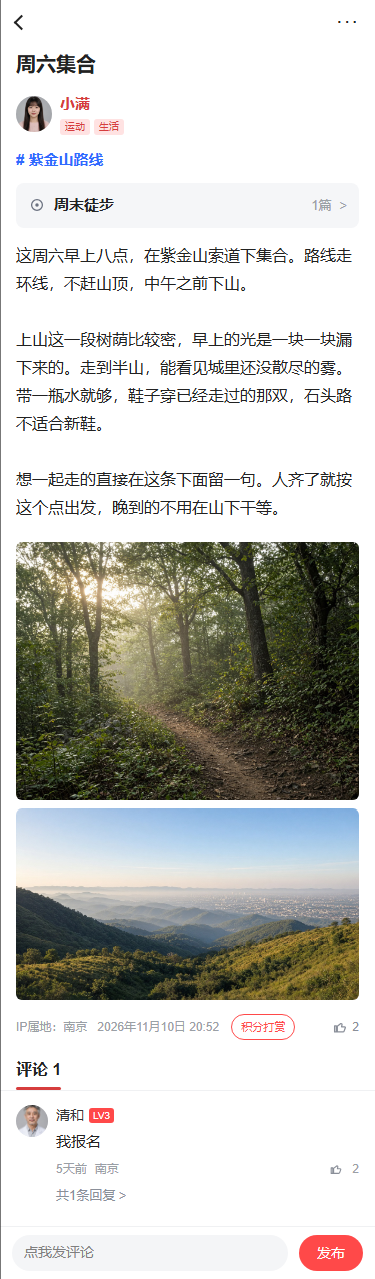 周六集合
小满
运动 生活
# 紫金山路线
周末徒步 1篇 >
这周六早上八点，在紫金山索道下集合。路线走
环线，不赶山顶，中午之前下山。
上山这一段树荫比较密，早上的光是一块一块漏
下来的。走到半山，能看见城里还没散尽的雾。
带一瓶水就够，鞋子穿已经走过的那双，石头路
不适合新鞋。
想一起走的直接在这条下面留一句。人齐了就按
这个点出发，晚到的不用在山下干等。
IP属地：南京 2026年11月10日 20:52 积分打赏 2
评论 1
清和 LV3
我报名
5天前 南京 2
共1条回复 >
点我发评论 发布